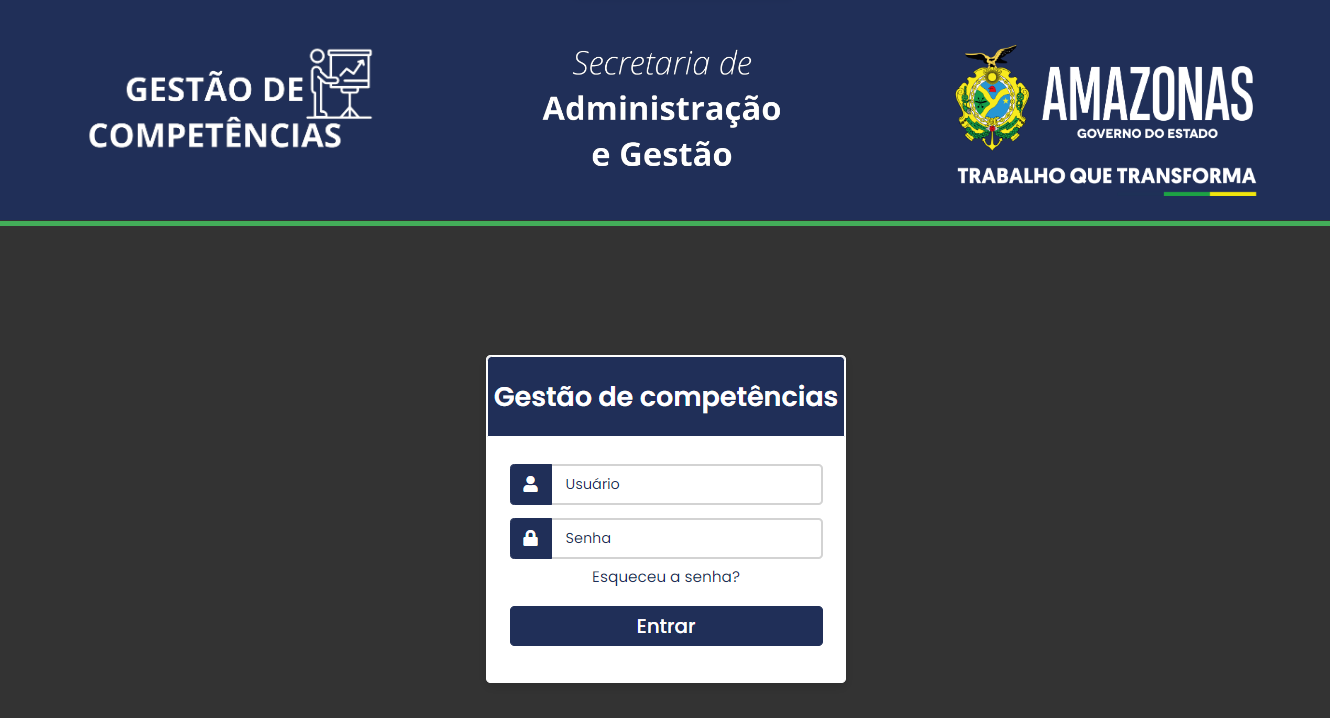 GESTÃO DE
COMPETÊNCIAS
Secretaria de
Administração
e Gestão
AMAZONAS
GOVERNO DO ESTADO
TRABALHO QUE TRANSFORMA
Gestão de competências
Usuário
Senha
Esqueceu a senha?
Entrar